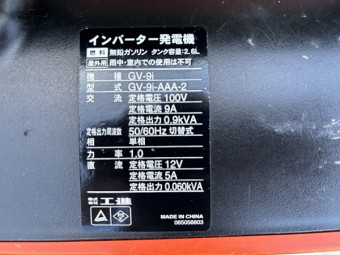 インバーター発電機
燃料 無鉛ガソリン タンク容量:2.6L
屋外用 雨中・室内での使用は不可
機種 GV-9i
型式 GV-9i-AAA-2
交流 定格電圧 100V
定格電流 9A
定格出力 0.9kVA
定格出力周波数 50/60Hz 切替式
相 単相
力率 1.0
直流 定格電圧 12V
定格電流 5A
定格出力 0.060kVA
株式会社 工進
MADE IN CHINA
065056603